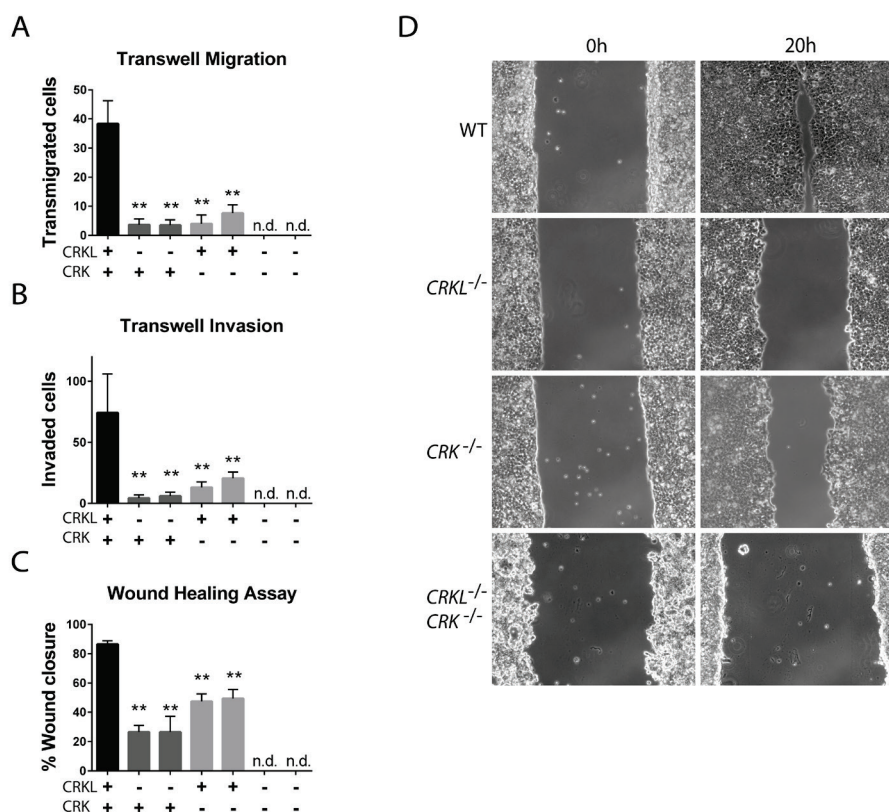 A
Transwell Migration
Transmigrated cells
50
40
30
20
10
0
** ** ** ** n.d. n.d.
CRKL + - - + + - -
CRK + + + - - - -
B
Transwell Invasion
Invaded cells
100
50
0
** ** ** ** n.d. n.d.
CRKL + - - + + - -
CRK + + + - - - -
C
Wound Healing Assay
% Wound closure
100
80
60
40
20
0
** ** ** ** n.d. n.d.
CRKL + - - + + - -
CRK + + + - - - -
D
0h 20h
WT
CRKL-/-
CRK -/-
CRKL-/-
CRK -/-